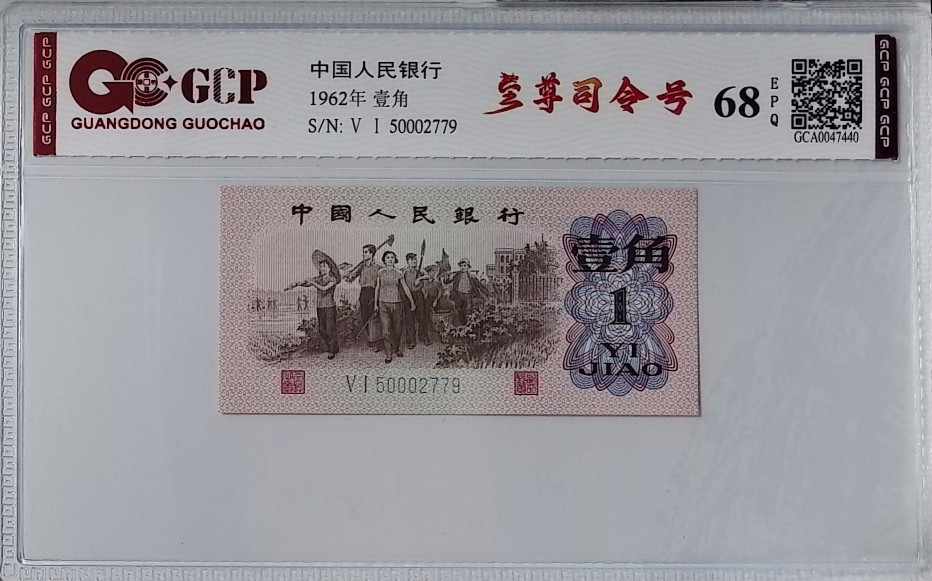 GCP GCP GCP
GCP
GUANGDONG GUOCHAO
中国人民银行
1962年 壹角
S/N: V I 50002779
至尊司令号
68
EPQ
GCA0047440
GCP GCP GCP
中國人民銀行
壹角
1
YI
JIAO
V I 50002779